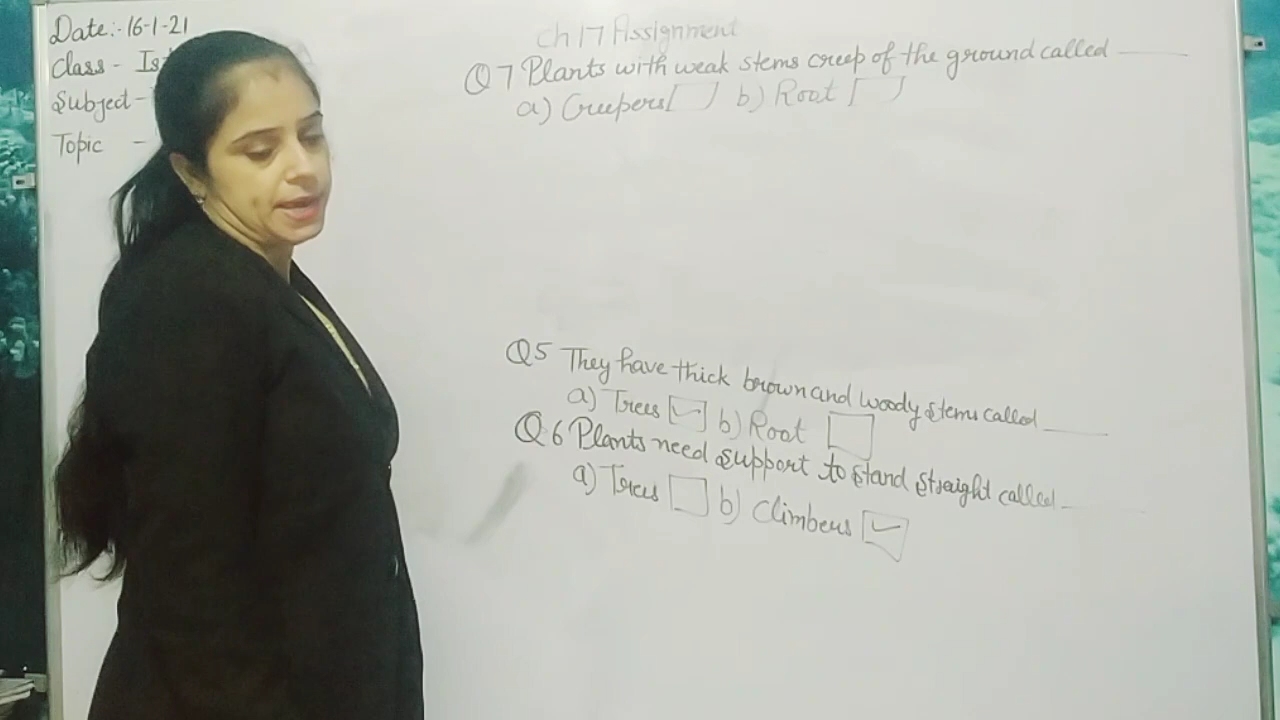 Date:- 16-1-21
Class - Ist
Subject -
Topic -
Ch 17 Assignment
Q 7 Plants with weak stems creep of the ground called ____
a) Creepers [ ] b) Root [ ]
Q5 They have thick brown and woody stems called ____
a) Trees [✓] b) Root [ ]
Q 6 Plants need support to stand straight called ____
a) Trees [ ] b) Climbers [✓]